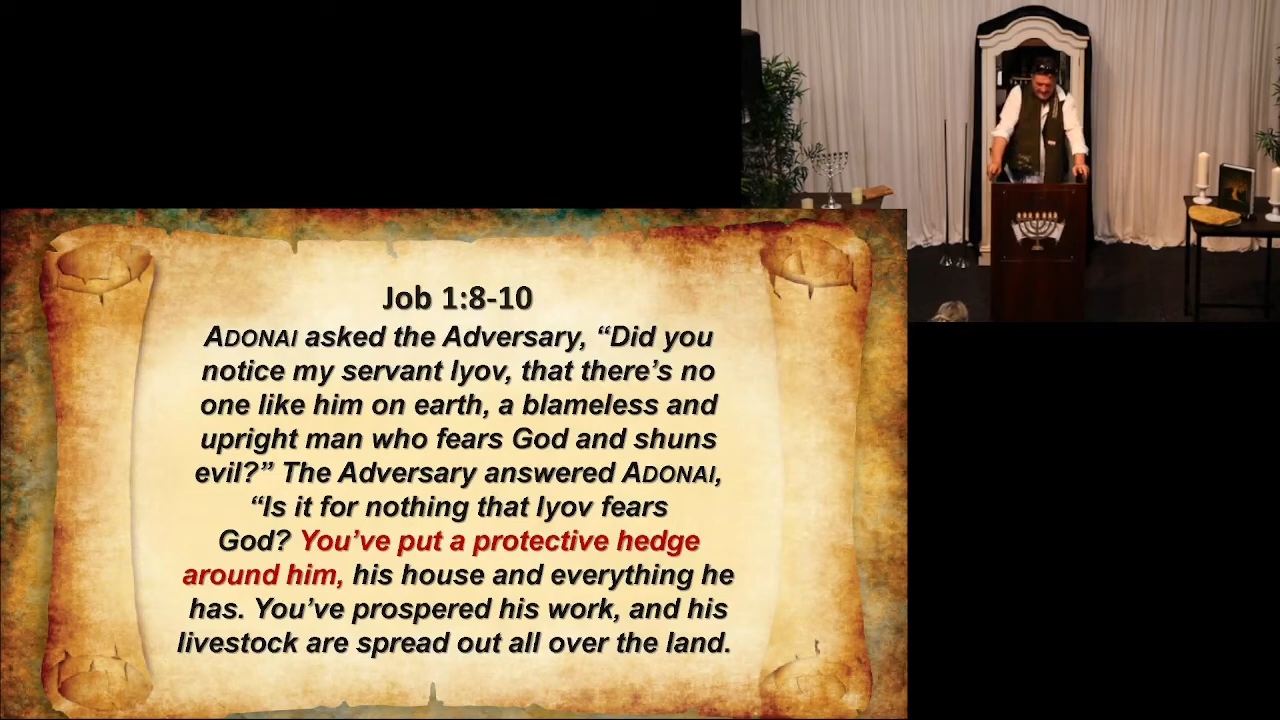 Job 1:8-10
ADONAI asked the Adversary, “Did you
notice my servant Iyov, that there’s no
one like him on earth, a blameless and
upright man who fears God and shuns
evil?” The Adversary answered ADONAI,
“Is it for nothing that Iyov fears
God? You’ve put a protective hedge
around him, his house and everything he
has. You’ve prospered his work, and his
livestock are spread out all over the land.